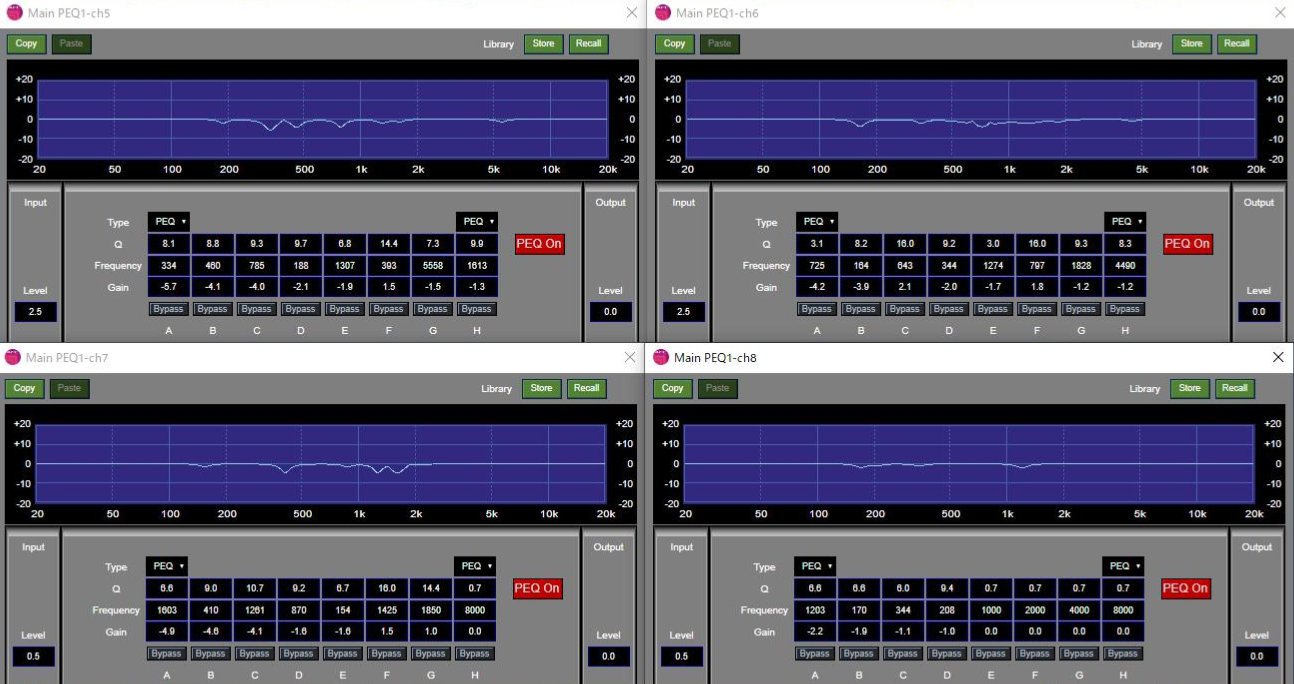 Main PEQ1-ch5
Copy Paste Library Store Recall
+20 +20
+10 +10
0 0
-10 -10
-20 -20
20 50 100 200 500 1k 2k 5k 10k 20k
Input Output
Type PEQ PEQ
Q 8.1 8.8 9.3 9.7 6.8 14.4 7.3 9.9 PEQ On
Frequency 334 460 785 188 1307 393 5558 1613
Level Gain -5.7 -4.1 -4.0 -2.1 -1.9 1.5 -1.5 -1.3 Level
2.5 Bypass Bypass Bypass Bypass Bypass Bypass Bypass Bypass 0.0
A B C D E F G H
Main PEQ1-ch6
Copy Paste Library Store Recall
+20 +20
+10 +10
0 0
-10 -10
-20 -20
20 50 100 200 500 1k 2k 5k 10k 20k
Input Output
Type PEQ PEQ
Q 3.1 8.2 16.0 9.2 3.0 16.0 9.3 8.3 PEQ On
Frequency 725 164 643 344 1274 797 1828 4490
Level Gain -4.2 -3.9 2.1 -2.0 -1.7 1.8 -1.2 -1.2 Level
2.5 Bypass Bypass Bypass Bypass Bypass Bypass Bypass Bypass 0.0
A B C D E F G H
Main PEQ1-ch7
Copy Paste Library Store Recall
+20 +20
+10 +10
0 0
-10 -10
-20 -20
20 50 100 200 500 1k 2k 5k 10k 20k
Input Output
Type PEQ PEQ
Q 6.6 9.0 10.7 9.2 6.7 16.0 14.4 0.7 PEQ On
Frequency 1603 410 1261 870 154 1425 1850 8000
Level Gain -4.9 -4.6 -4.1 -1.6 -1.6 1.5 1.0 0.0 Level
0.5 Bypass Bypass Bypass Bypass Bypass Bypass Bypass Bypass 0.0
A B C D E F G H
Main PEQ1-ch8
Copy Paste Library Store Recall
+20 +20
+10 +10
0 0
-10 -10
-20 -20
20 50 100 200 500 1k 2k 5k 10k 20k
Input Output
Type PEQ PEQ
Q 6.6 6.6 6.0 9.4 0.7 0.7 0.7 0.7 PEQ On
Frequency 1203 170 344 208 1000 2000 4000 8000
Level Gain -2.2 -1.9 -1.1 -1.0 0.0 0.0 0.0 0.0 Level
0.5 Bypass Bypass Bypass Bypass Bypass Bypass Bypass Bypass 0.0
A B C D E F G H